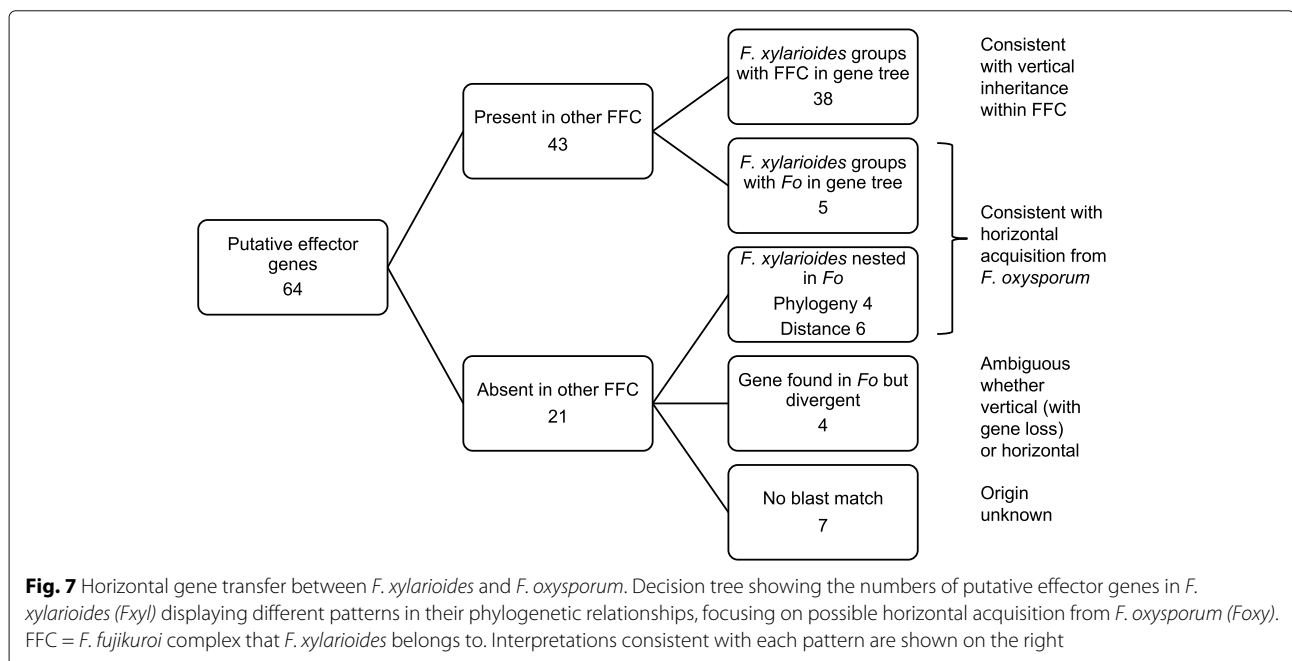 F. xylarioides groups
with FFC in gene tree
38
Consistent
with vertical
inheritance
within FFC
Present in other FFC
43
F. xylarioides groups
with Fo in gene tree
5
Consistent with
horizontal
acquisition from
F. oxysporum
Putative effector
genes
64
F. xylarioides nested
in Fo
Phylogeny 4
Distance 6
Absent in other FFC
21
Gene found in Fo but
divergent
4
Ambiguous
whether
vertical (with
gene loss)
or horizontal
No blast match
7
Origin
unknown
Fig. 7 Horizontal gene transfer between F. xylarioides and F. oxysporum. Decision tree showing the numbers of putative effector genes in F.
xylarioides (Fxyl) displaying different patterns in their phylogenetic relationships, focusing on possible horizontal acquisition from F. oxysporum (Foxy).
FFC = F. fujikuroi complex that F. xylarioides belongs to. Interpretations consistent with each pattern are shown on the right